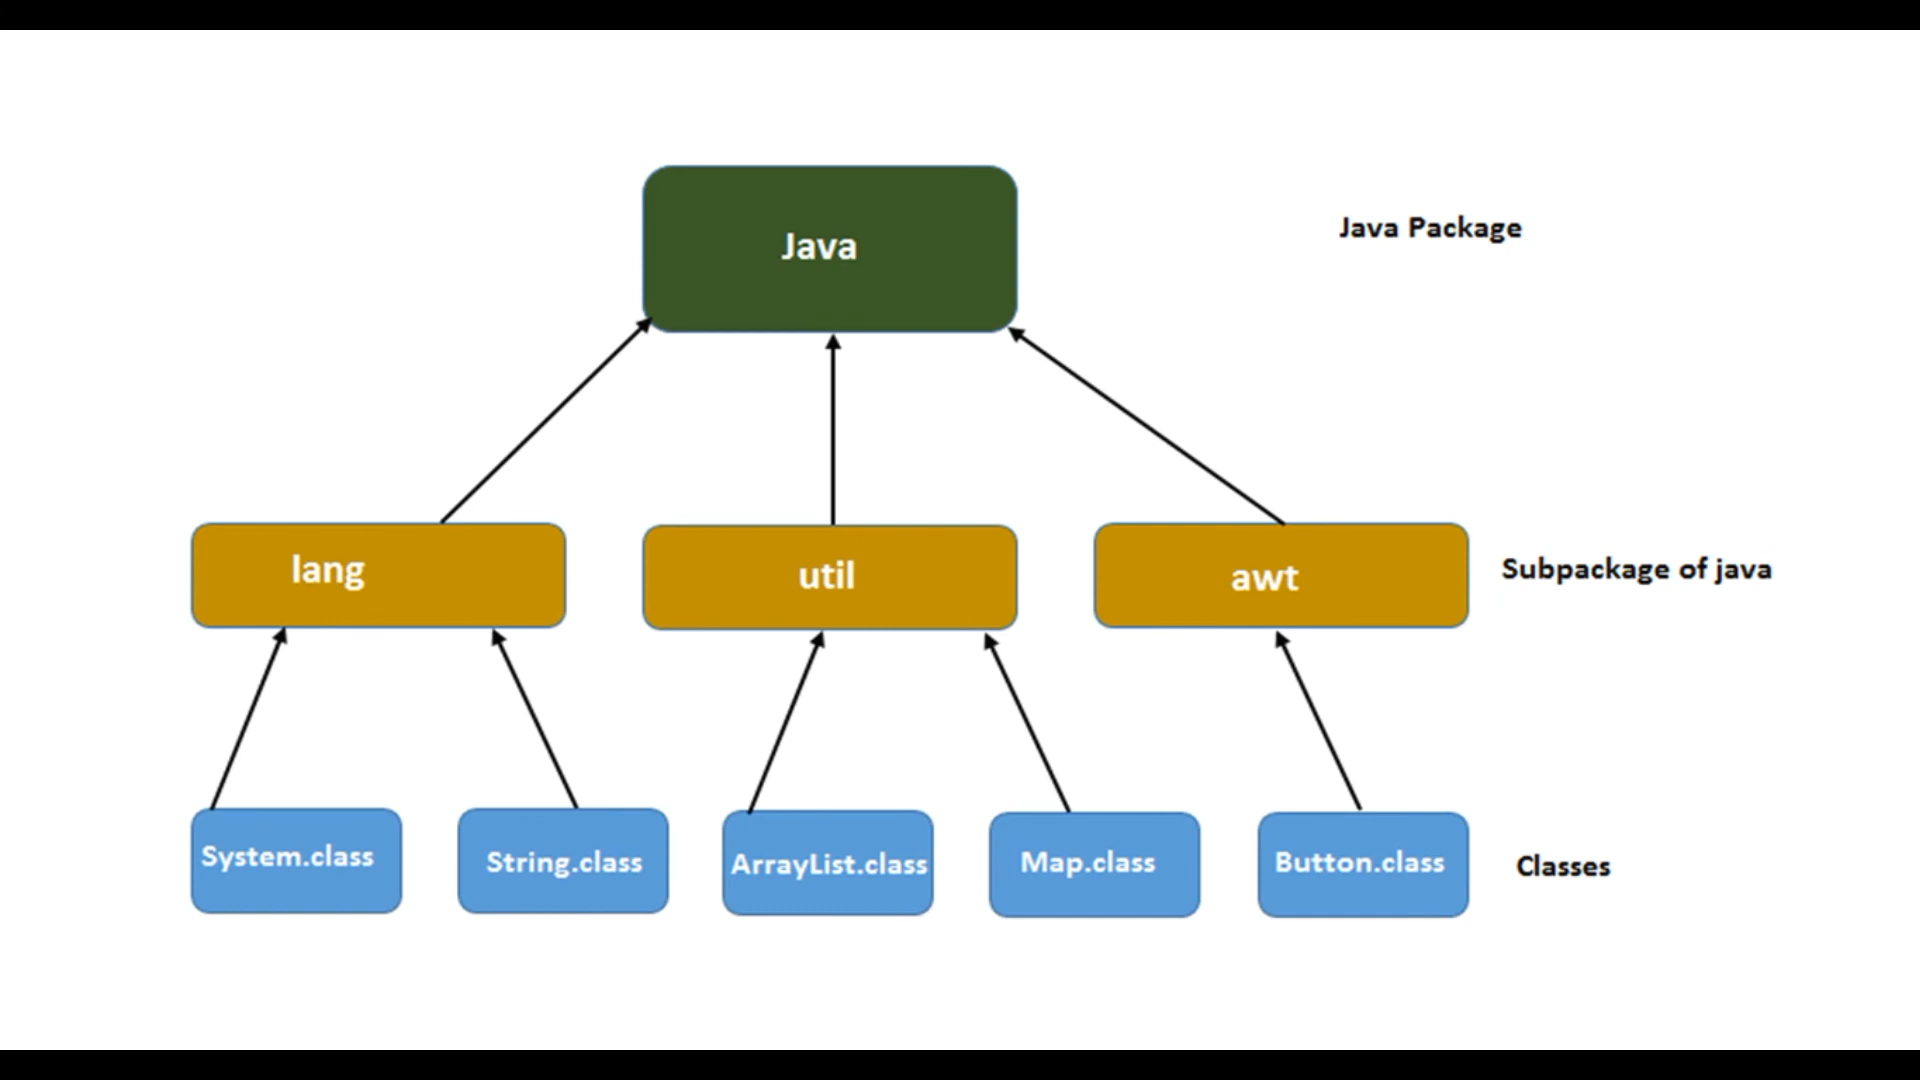 Java
Java Package
lang
util
awt
Subpackage of java
System.class
String.class
ArrayList.class
Map.class
Button.class
Classes